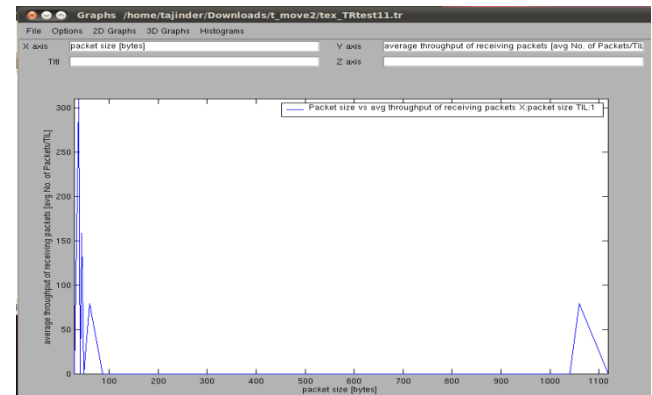 Graphs /home/tajinder/Downloads/t_move2/tex_TRtest11.tr
File Options 2D Graphs 3D Graphs Histograms
X axis packet size [bytes] Y axis average throughput of receiving packets [avg No. of Packets/TIL
Titl Z axis
Packet size vs avg throughput of receiving packets X:packet size TIL:1
average throughput of receiving packets [avg No. of Packets/TIL]
300
250
200
150
100
50
0
100 200 300 400 500 600 700 800 900 1000 1100
packet size [bytes]